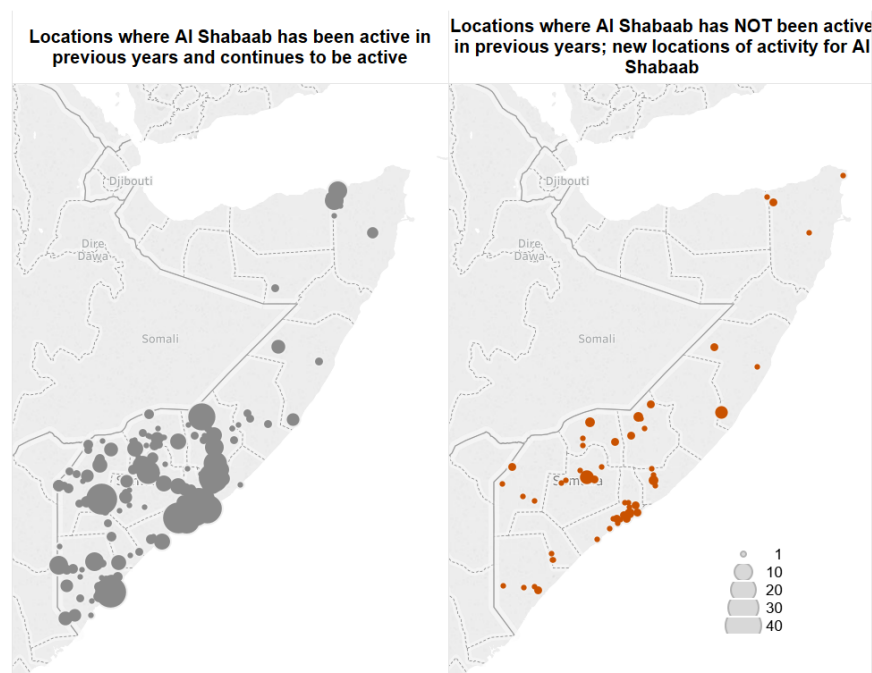 Locations where Al Shabaab has been active in
previous years and continues to be active
Locations where Al Shabaab has NOT been active
in previous years; new locations of activity for Al
Shabaab
Djibouti
Dire
Dawa
Somali
Djibouti
Dire
Dawa
Somali
1
10
20
30
40